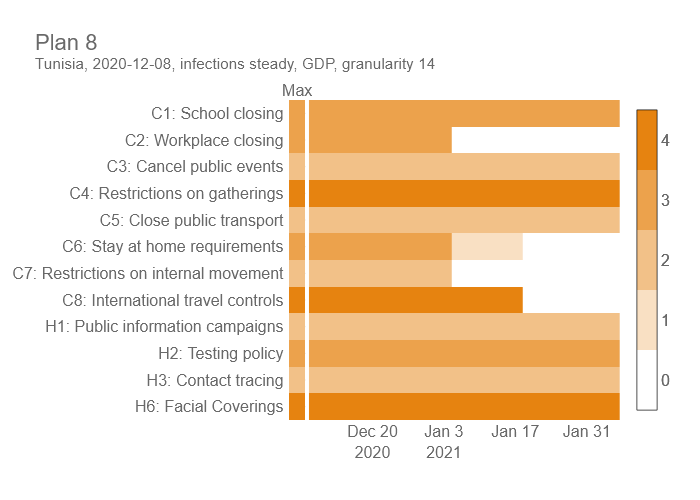 Plan 8
Tunisia, 2020-12-08, infections steady, GDP, granularity 14
Max
C1: School closing
C2: Workplace closing
C3: Cancel public events
C4: Restrictions on gatherings
C5: Close public transport
C6: Stay at home requirements
C7: Restrictions on internal movement
C8: International travel controls
H1: Public information campaigns
H2: Testing policy
H3: Contact tracing
H6: Facial Coverings
4
3
2
1
0
Dec 20 Jan 3 Jan 17 Jan 31
2020 2021